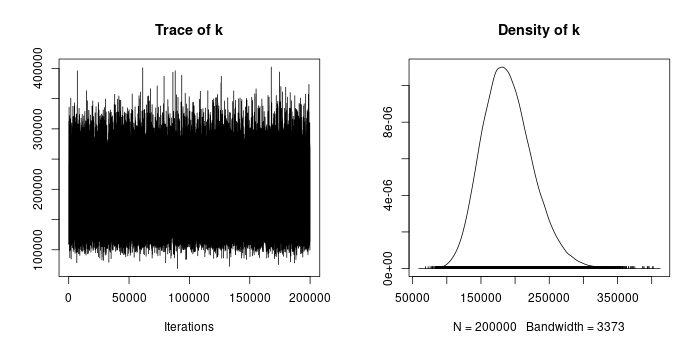 Trace of k
400000
300000
200000
100000
0
50000
100000
150000
200000
Iterations
Density of k
8e-06
4e-06
0e+00
50000
150000
250000
350000
N = 200000 Bandwidth = 3373